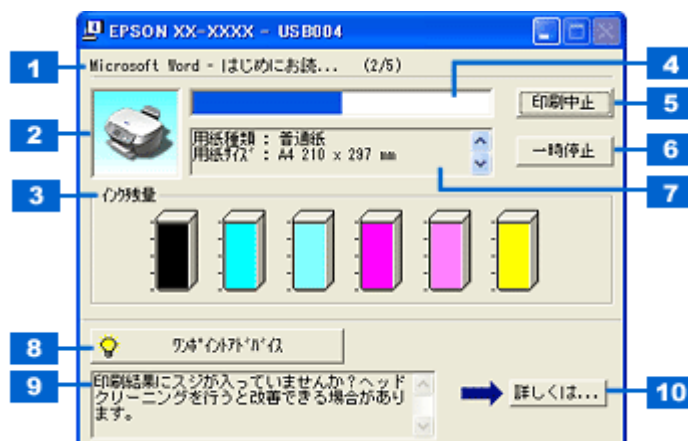 EPSON XX-XXXX - USB004
1
Microsoft Word - はじめにお読... (2/5)
4
印刷中止
5
2
用紙種類 : 普通紙
用紙ｻｲｽﾞ : A4 210 x 297 mm
一時停止
6
7
3
ｲﾝｸ残量
8
ﾜﾝﾎﾟｲﾝﾄｱﾄﾞﾊﾞｲｽ
9
印刷結果にスジが入っていませんか？ヘッド
クリーニングを行うと改善できる場合があり
ます。
詳しくは...
10